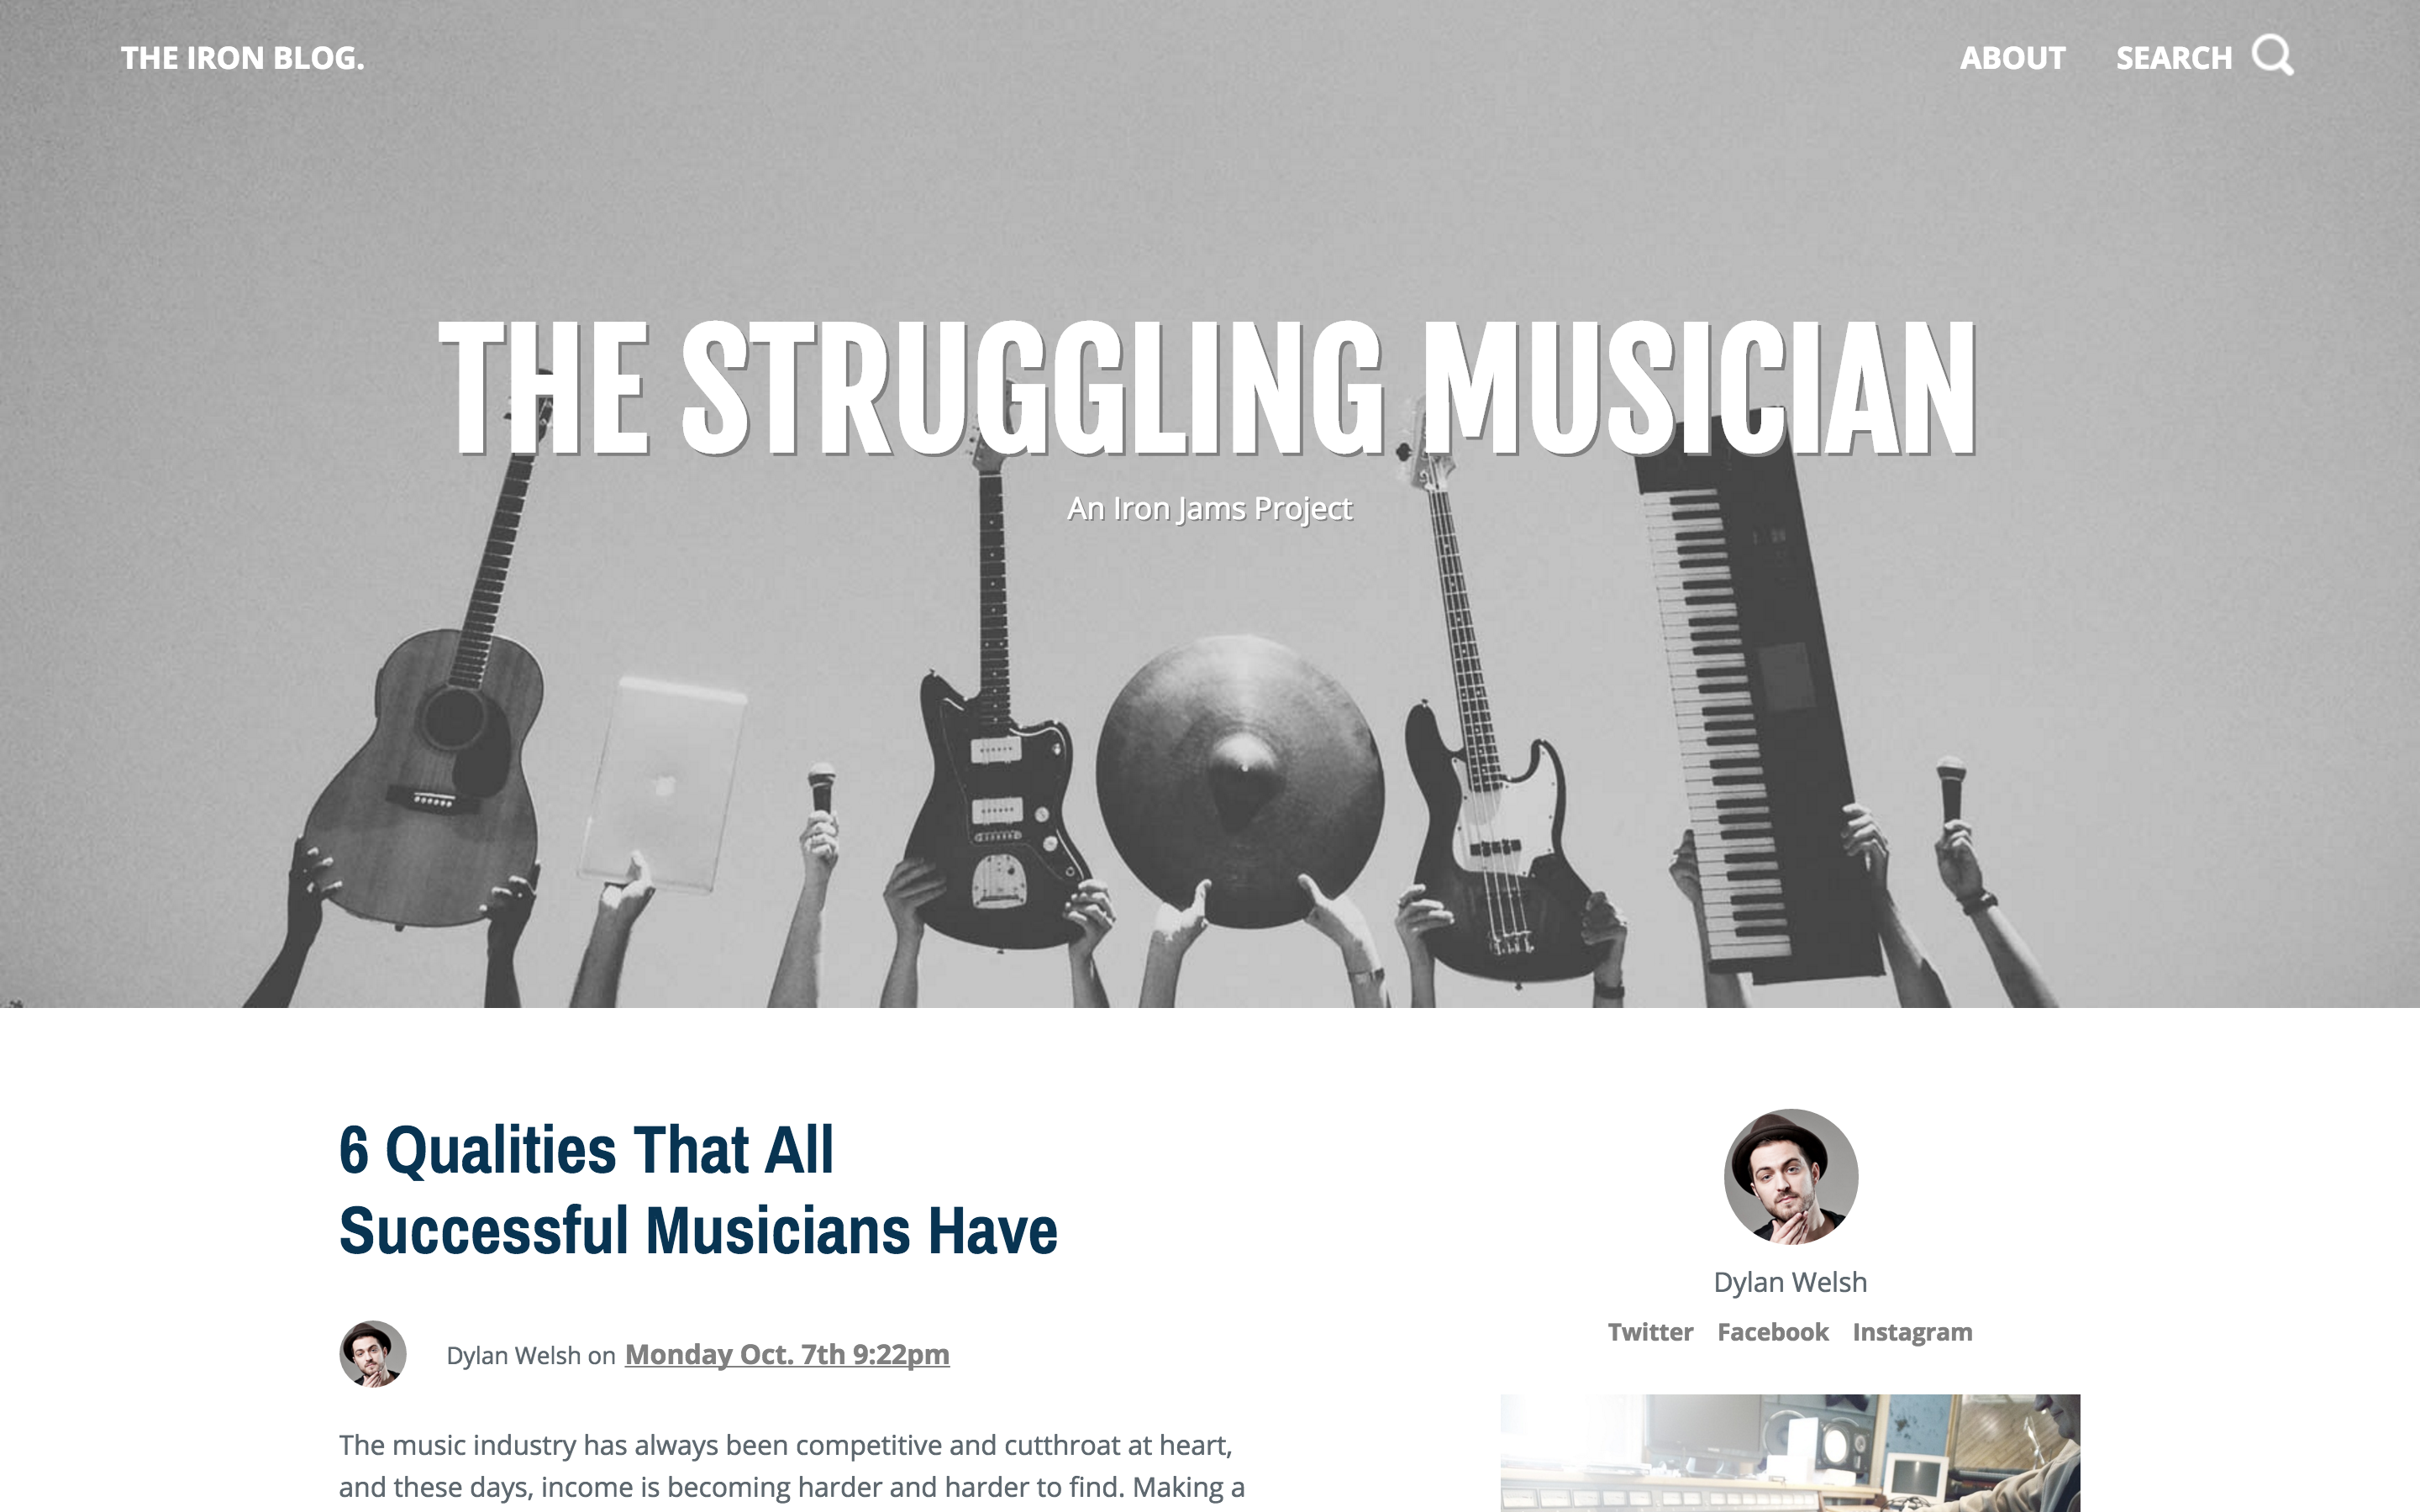 THE IRON BLOG.
ABOUT SEARCH
THE STRUGGLING MUSICIAN
An Iron Jams Project
6 Qualities That All
Successful Musicians Have
Dylan Welsh on Monday Oct. 7th 9:22pm
The music industry has always been competitive and cutthroat at heart,
and these days, income is becoming harder and harder to find. Making a
Dylan Welsh
Twitter Facebook Instagram